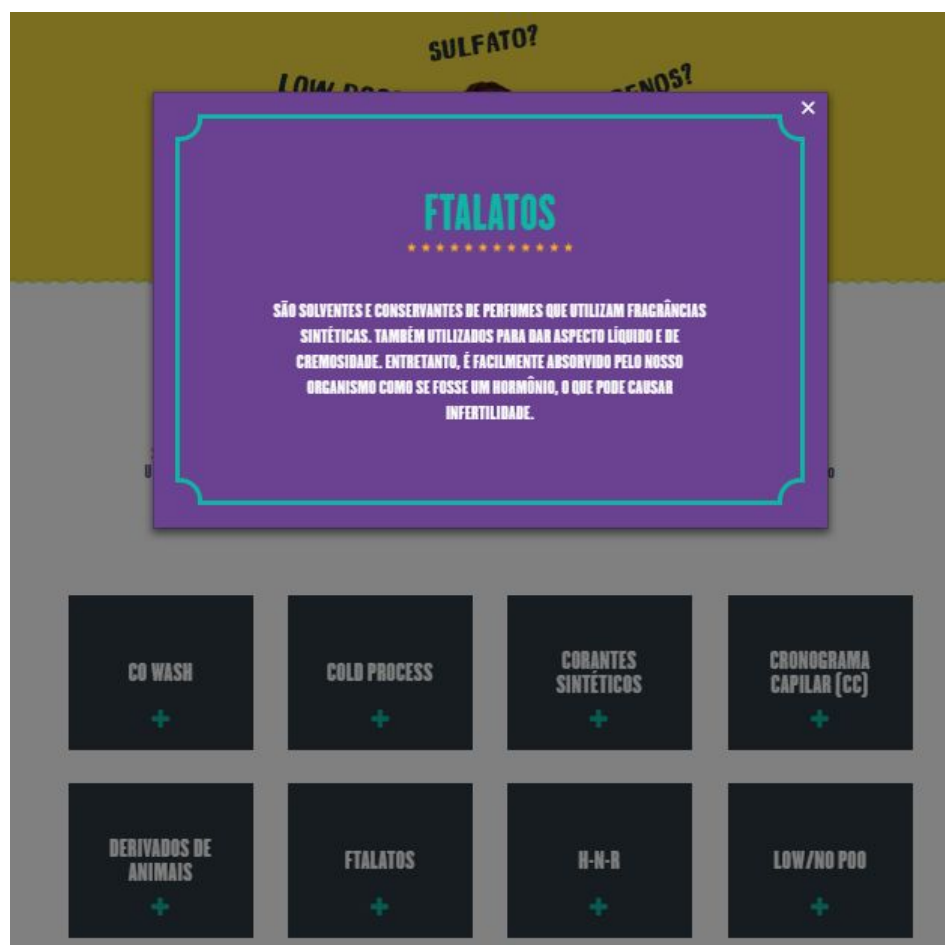 SULFATO?
×
FTALATOS
SÃO SOLVENTES E CONSERVANTES DE PERFUMES QUE UTILIZAM FRAGRÂNCIAS
SINTÉTICAS. TAMBÉM UTILIZADOS PARA DAR ASPECTO LÍQUIDO E DE
CREMOSIDADE. ENTRETANTO, É FACILMENTE ABSORVIDO PELO NOSSO
ORGANISMO COMO SE FOSSE UM HORMÔNIO, O QUE PODE CAUSAR
INFERTILIDADE.
CO WASH
COLD PROCESS
CORANTES
SINTÉTICOS
CRONOGRAMA
CAPILAR (CC)
+ + + +
DERIVADOS DE
ANIMAIS
FTALATOS
H-N-R
LOW/NO POO
+ + + +